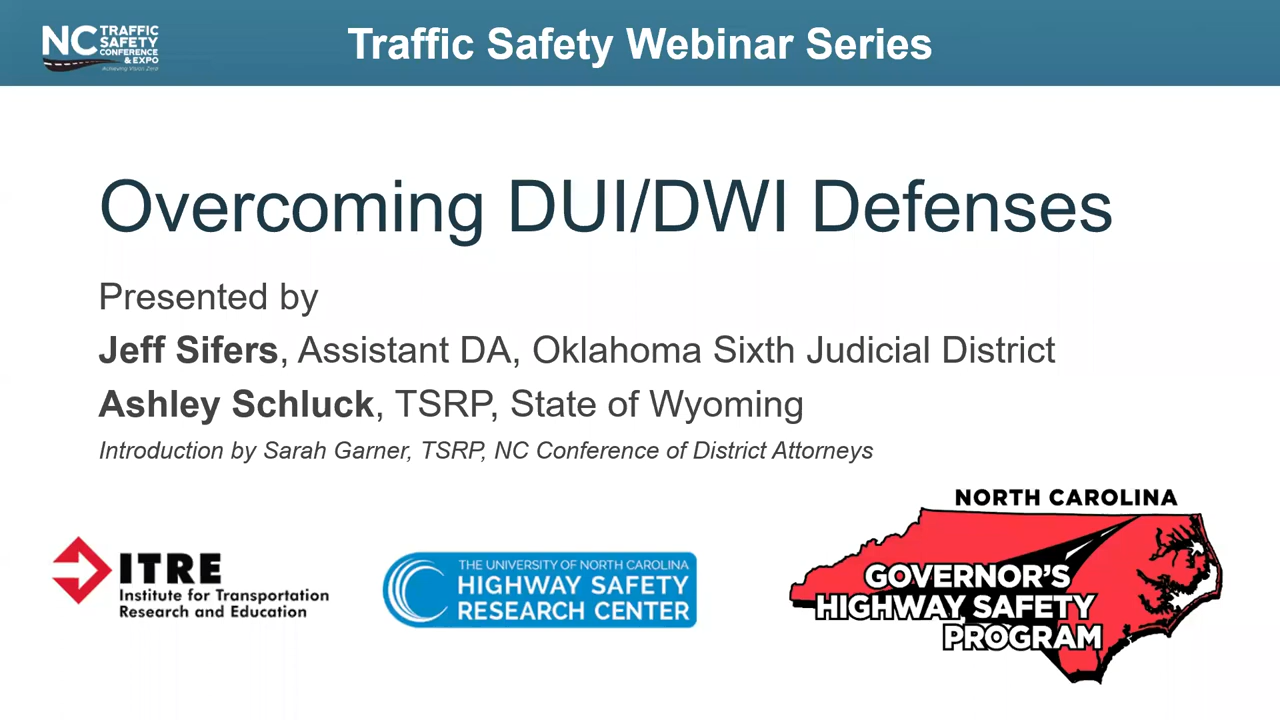 NC TRAFFIC
SAFETY
CONFERENCE
& EXPO
Achieving Vision Zero
Traffic Safety Webinar Series
Overcoming DUI/DWI Defenses
Presented by
Jeff Sifers, Assistant DA, Oklahoma Sixth Judicial District
Ashley Schluck, TSRP, State of Wyoming
Introduction by Sarah Garner, TSRP, NC Conference of District Attorneys
ITRE
Institute for Transportation
Research and Education
THE UNIVERSITY OF NORTH CAROLINA
HIGHWAY SAFETY
RESEARCH CENTER
NORTH CAROLINA
GOVERNOR'S
HIGHWAY SAFETY
PROGRAM